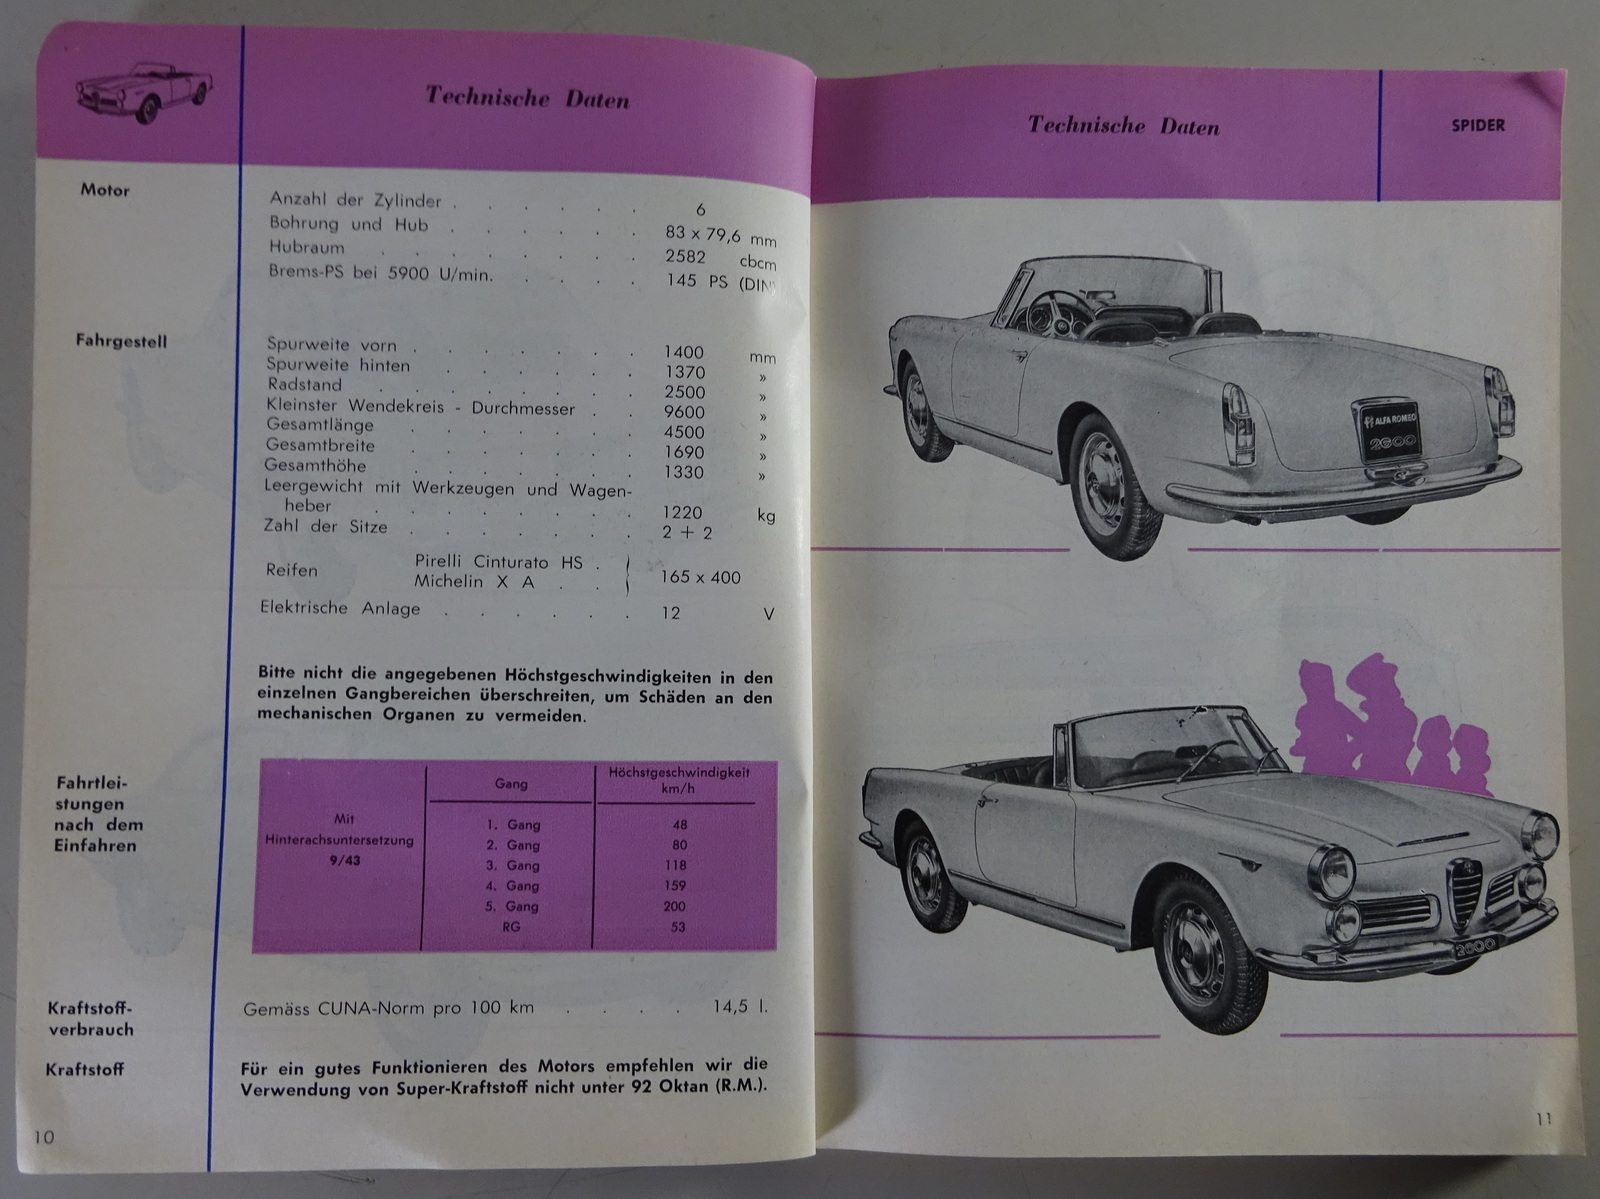 Technische Daten
Motor
Anzahl der Zylinder . . . . . . 6
Bohrung und Hub . . . . . . 83 x 79,6 mm
Hubraum . . . . . . . 2582 cbcm
Brems-PS bei 5900 U/min. . . . . 145 PS (DIN)
Fahrgestell
Spurweite vorn . . . . . . . 1400 mm
Spurweite hinten . . . . . . 1370 »
Radstand . . . . . . . . 2500 »
Kleinster Wendekreis - Durchmesser . . 9600 »
Gesamtlänge . . . . . . . 4500 »
Gesamtbreite . . . . . . . 1690 »
Gesamthöhe . . . . . . . 1330 »
Leergewicht mit Werkzeugen und Wagen-
heber . . . . . . . . 1220 kg
Zahl der Sitze . . . . . . . 2 + 2
Pirelli Cinturato HS .
Reifen 165 x 400
Michelin X A . .
Elektrische Anlage . . . . . . 12 V
Bitte nicht die angegebenen Höchstgeschwindigkeiten in den
einzelnen Gangbereichen überschreiten, um Schäden an den
mechanischen Organen zu vermeiden.
Fahrtlei-
stungen
nach dem
Einfahren
Mit
Hinterachsuntersetzung
9/43
Gang Höchstgeschwindigkeit
km/h
1. Gang 48
2. Gang 80
3. Gang 118
4. Gang 159
5. Gang 200
RG 53
Kraftstoff-
verbrauch
Gemäss CUNA-Norm pro 100 km . . . . 14,5 l.
Kraftstoff
Für ein gutes Funktionieren des Motors empfehlen wir die
Verwendung von Super-Kraftstoff nicht unter 92 Oktan (R.M.).
10
Technische Daten
SPIDER
ALFA ROMEO
2600
2600
11